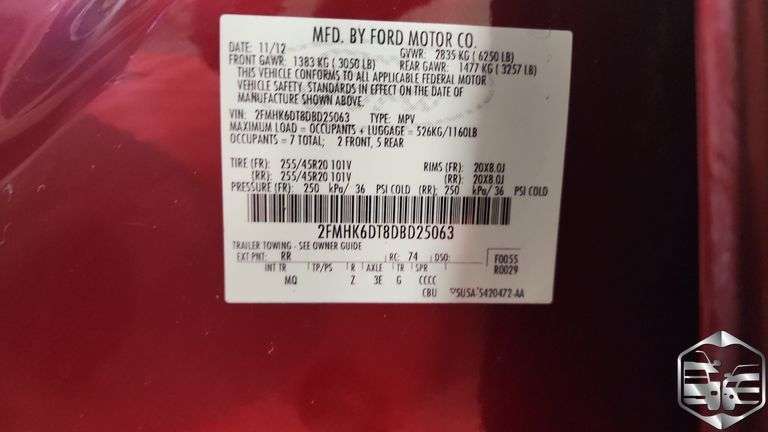 MFD. BY FORD MOTOR CO.
DATE: 11/12 GVWR: 2835 KG ( 6250 LB)
FRONT GAWR: 1383 KG ( 3050 LB) REAR GAWR: 1477 KG ( 3257 LB)
THIS VEHICLE CONFORMS TO ALL APPLICABLE FEDERAL MOTOR
VEHICLE SAFETY. STANDARDS IN EFFECT ON THE DATE OF
MANUFACTURE SHOWN ABOVE.
VIN: 2FMHK6DT8DBD25063 TYPE: MPV
MAXIMUM LOAD = OCCUPANTS + LUGGAGE = 526KG/1160LB
OCCUPANTS = 7 TOTAL; 2 FRONT, 5 REAR
TIRE (FR): 255/45R20 101V RIMS (FR): 20X8.0J
(RR): 255/45R20 101V (RR): 20X8.0J
PRESSURE (FR): 250 kPa/ 36 PSI COLD (RR): 250 kPa/ 36 PSI COLD
2FMHK6DT8DBD25063
TRAILER TOWING - SEE OWNER GUIDE
EXT PNT: RR RC: 74 DSO: F0055
R0029
INT TR TP/PS R AXLE TR SPR
MQ Z 3E G CCCC
CBU SUSA 5420472-AA